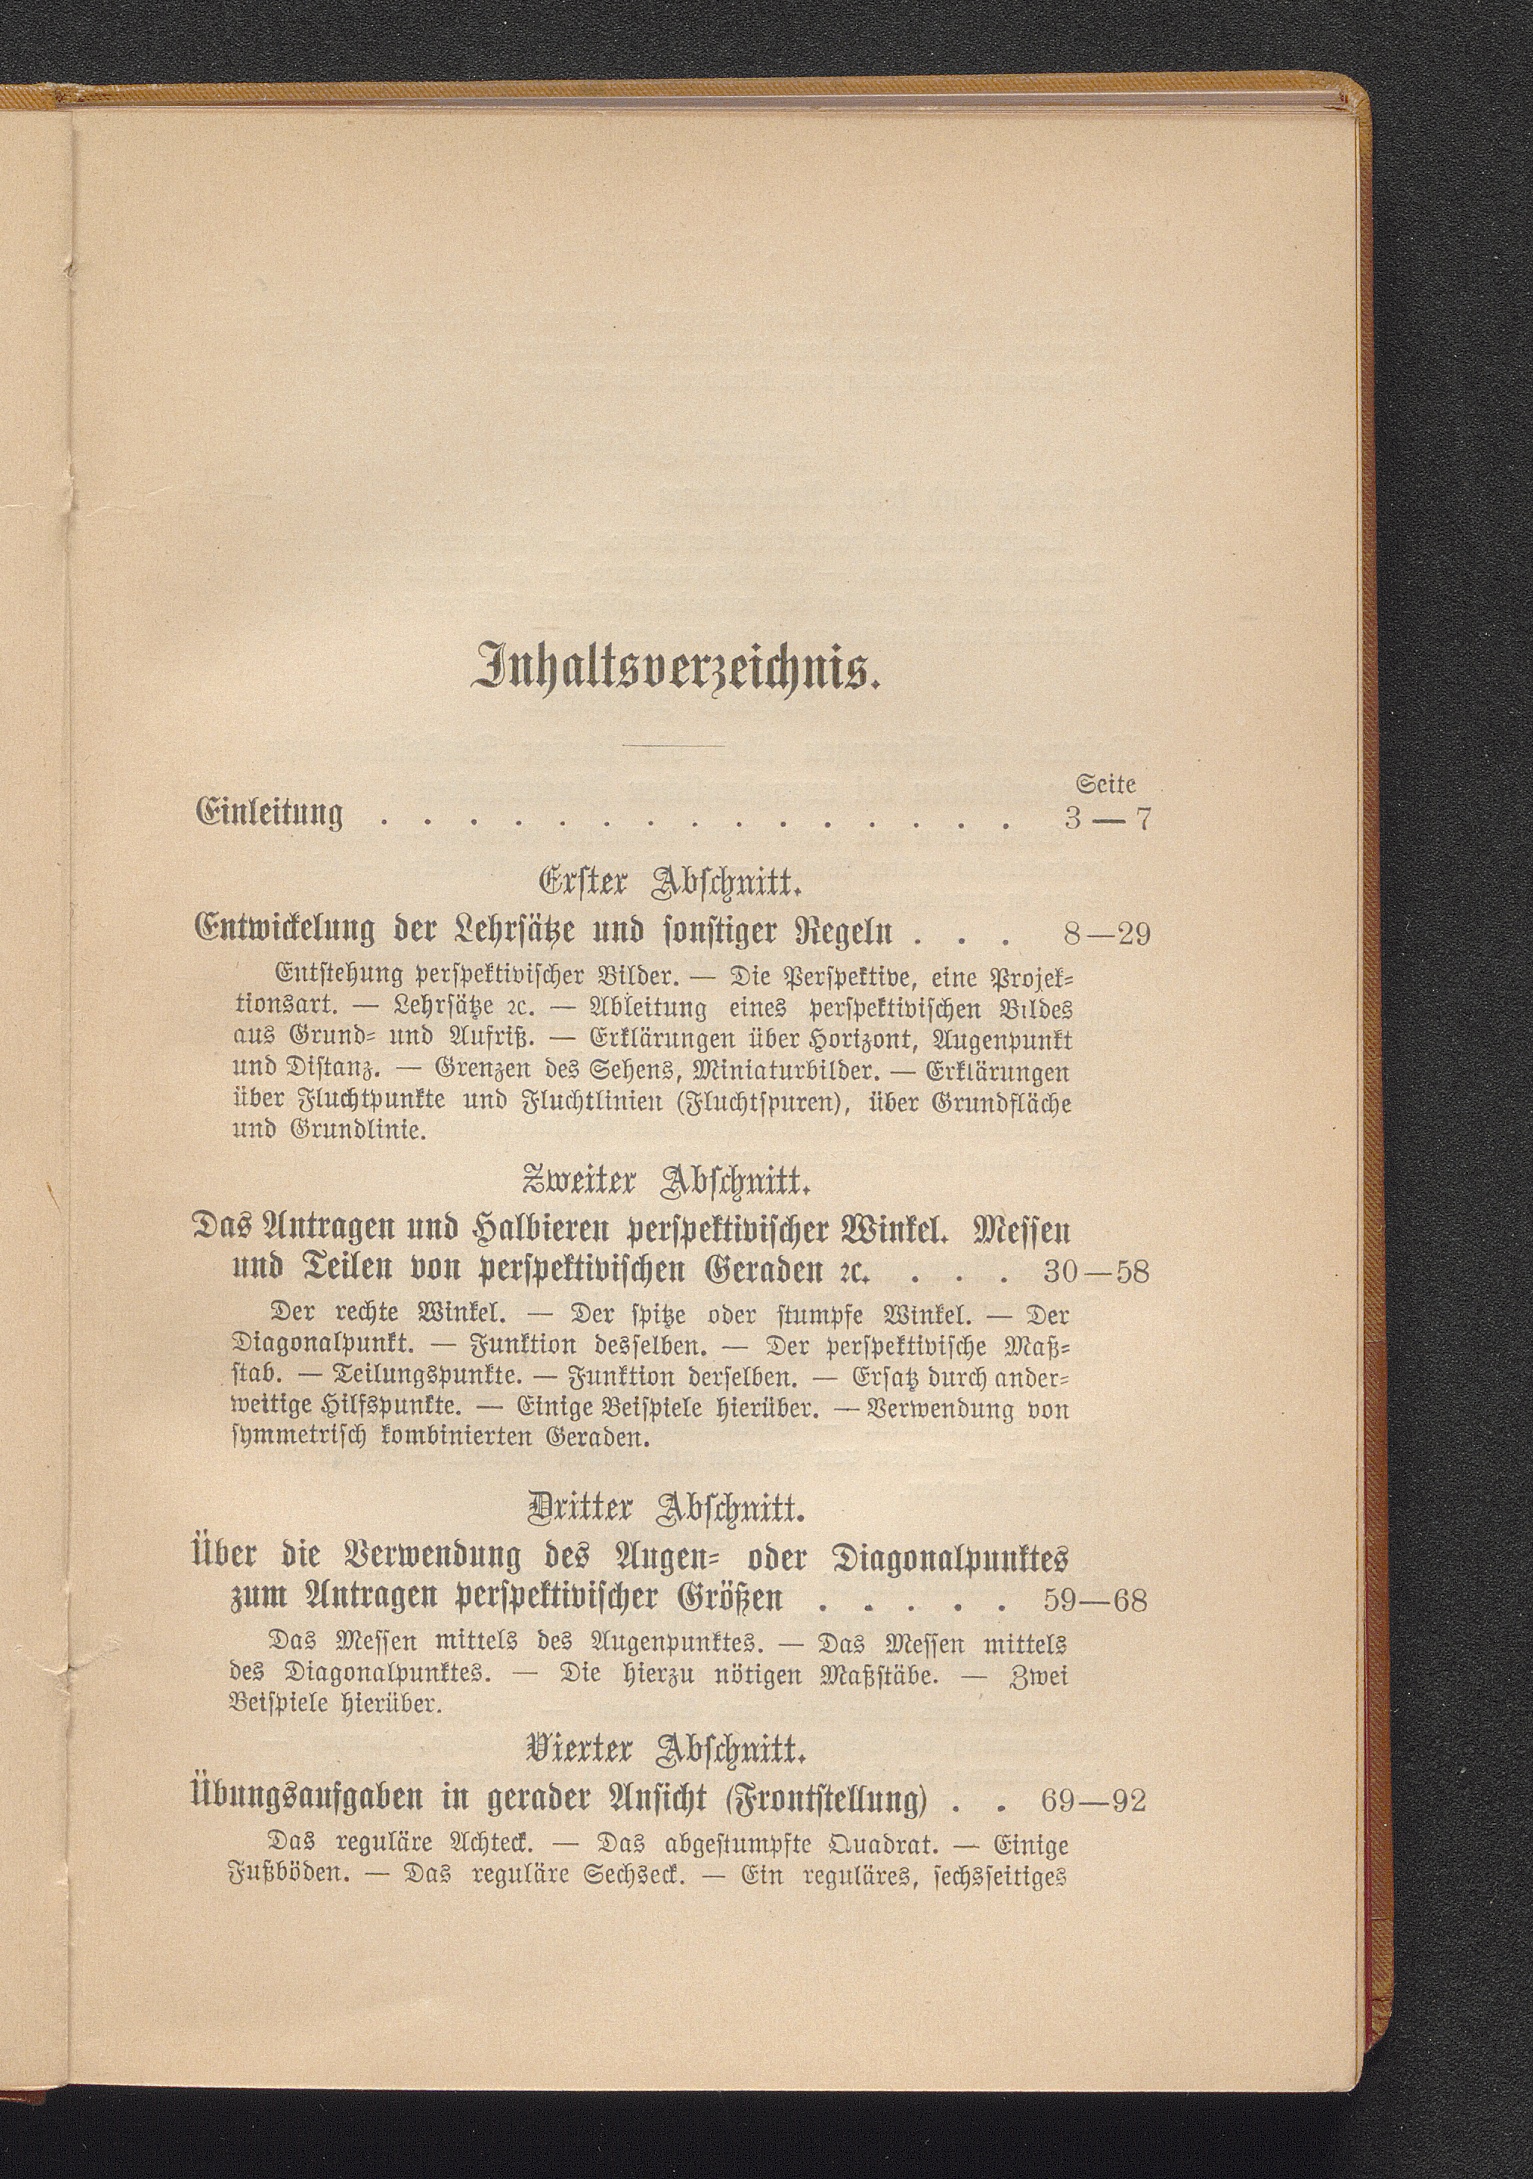 Inhaltsverzeichnis.
Seite
Einleitung . . . . . . . . . . . . . . . 3—7
Erster Abschnitt.
Entwickelung der Lehrsätze und sonstiger Regeln . . . 8—29
Entstehung perspektivischer Bilder. — Die Perspektive, eine Projek-
tionsart. — Lehrsätze ꝛc. — Ableitung eines perspektivischen Bildes
aus Grund- und Aufriß. — Erklärungen über Horizont, Augenpunkt
und Distanz. — Grenzen des Sehens, Miniaturbilder. — Erklärungen
über Fluchtpunkte und Fluchtlinien (Fluchtspuren), über Grundfläche
und Grundlinie.
Zweiter Abschnitt.
Das Antragen und Halbieren perspektivischer Winkel. Messen
und Teilen von perspektivischen Geraden ꝛc. . . . 30—58
Der rechte Winkel. — Der spitze oder stumpfe Winkel. — Der
Diagonalpunkt. — Funktion desselben. — Der perspektivische Maß-
stab. — Teilungspunkte. — Funktion derselben. — Ersatz durch ander-
weitige Hilfspunkte. — Einige Beispiele hierüber. — Verwendung von
symmetrisch kombinierten Geraden.
Dritter Abschnitt.
Über die Verwendung des Augen- oder Diagonalpunktes
zum Antragen perspektivischer Größen . . . . . 59—68
Das Messen mittels des Augenpunktes. — Das Messen mittels
des Diagonalpunktes. — Die hierzu nötigen Maßstäbe. — Zwei
Beispiele hierüber.
Vierter Abschnitt.
Übungsaufgaben in gerader Ansicht (Frontstellung) . . 69—92
Das reguläre Achteck. — Das abgestumpfte Quadrat. — Einige
Fußböden. — Das reguläre Sechseck. — Ein reguläres, sechsseitiges